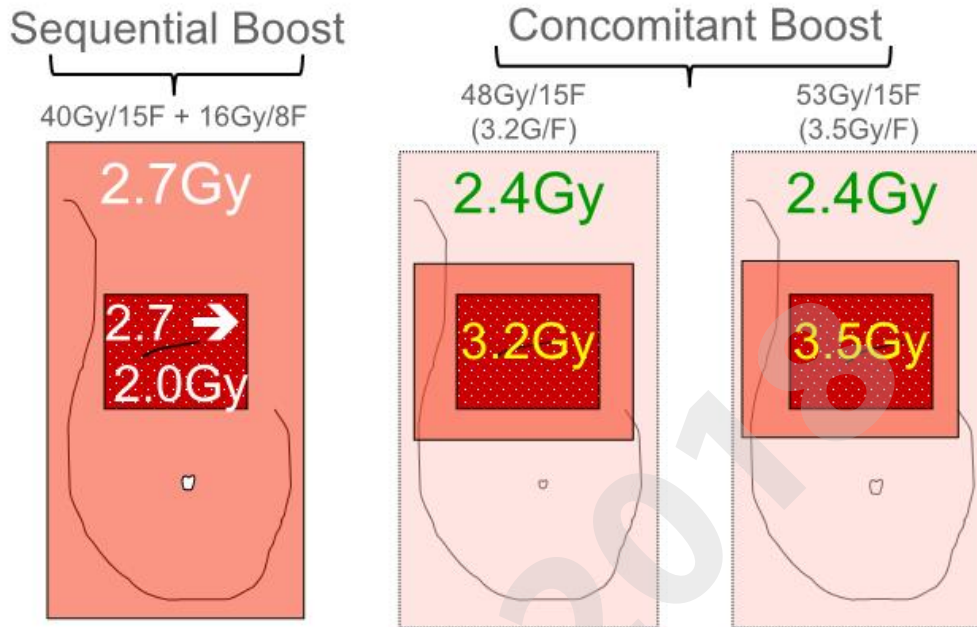 Sequential Boost
40Gy/15F + 16Gy/8F
2.7Gy
2.7
2.0Gy
Concomitant Boost
48Gy/15F
(3.2G/F)
2.4Gy
3.2Gy
53Gy/15F
(3.5Gy/F)
2.4Gy
3.5Gy
2018